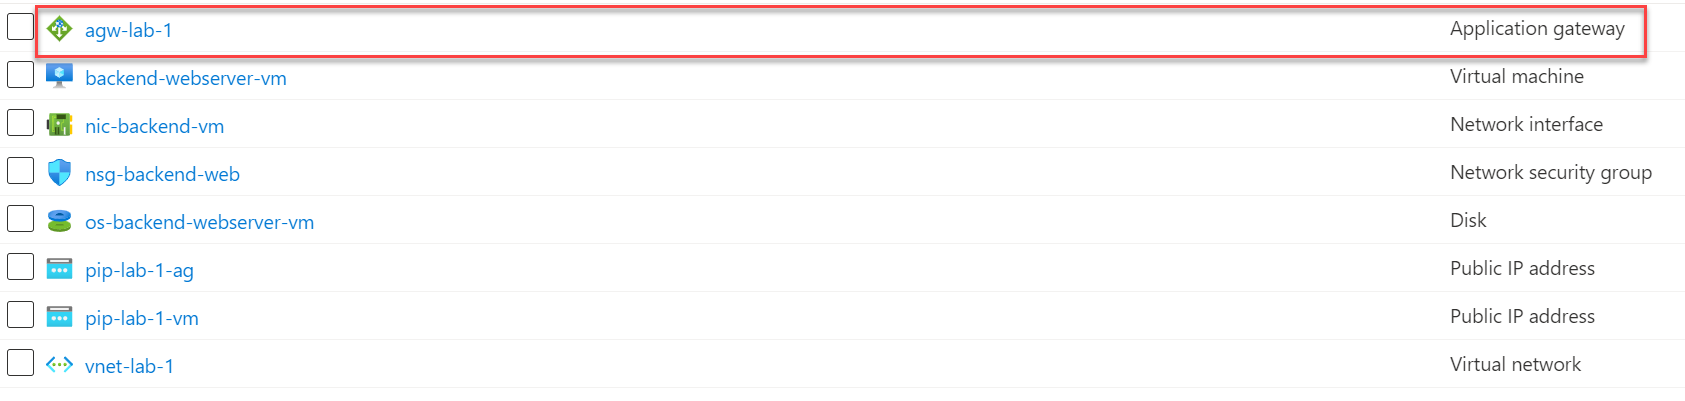 agw-lab-1 Application gateway
backend-webserver-vm Virtual machine
nic-backend-vm Network interface
nsg-backend-web Network security group
os-backend-webserver-vm Disk
pip-lab-1-ag Public IP address
pip-lab-1-vm Public IP address
vnet-lab-1 Virtual network